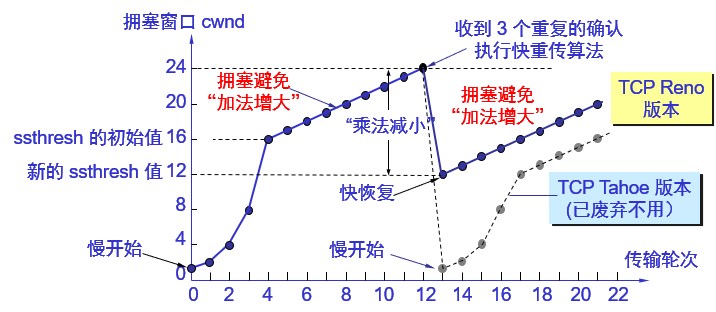 拥塞窗口 cwnd
收到 3 个重复的确认
执行快重传算法
24
20
ssthresh 的初始值 16
新的 ssthresh 值 12
8
4
0
拥塞避免
“加法增大”
“乘法减小”
拥塞避免
“加法增大”
TCP Reno
版本
快恢复
TCP Tahoe 版本
(已废弃不用）
慢开始
慢开始
传输轮次
0 2 4 6 8 10 12 14 16 18 20 22